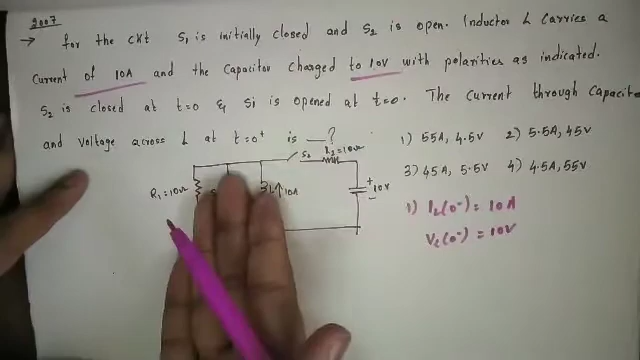 2007
→ for the ckt S₁ is initially closed and S₂ is open. Inductor L Carries a
Current of 10A and the Capacitor charged to 10V with polarities as indicated.
S₂ is closed at t=0 & S₁ is opened at t=0. The Current through Capacitor
and Voltage across L at t=0⁺ is ___?
1) 55A, 4.5V 2) 5.5A, 45V
3) 45A, 5.5V 4) 4.5A, 55V
S₂ R₂=10Ω
R₁=10Ω S L ↑10A + 10V -
1) I_L(0⁻) = 10A
V_c(0⁻) = 10V